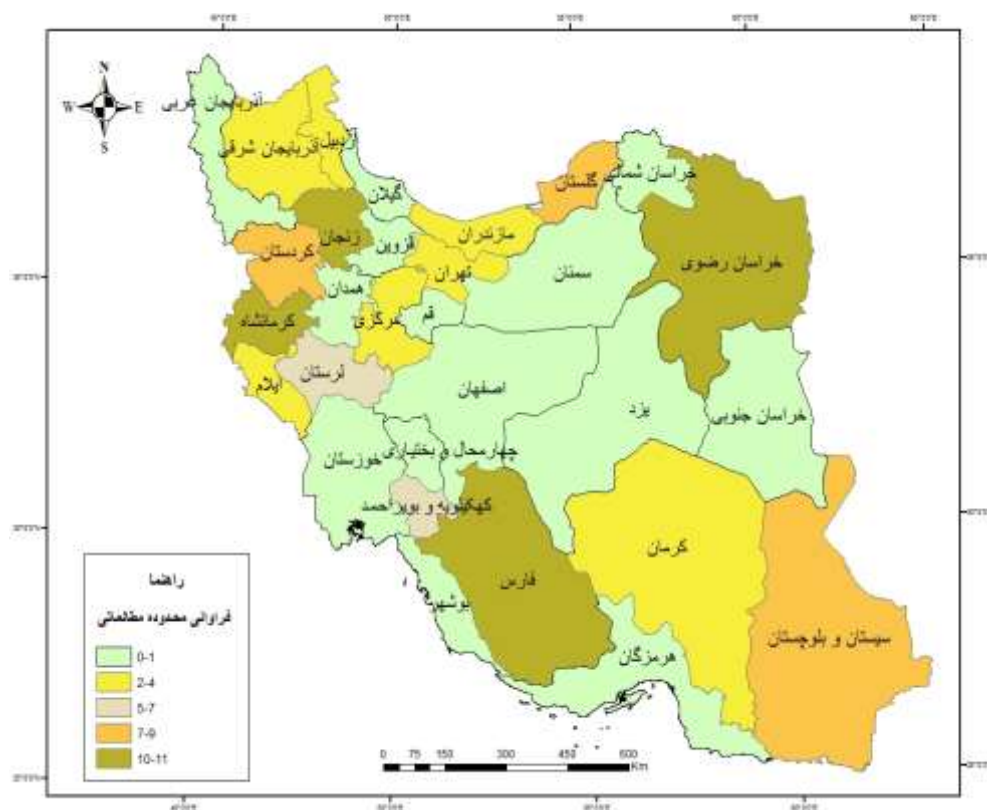 N
W E
S
آذربایجان غربی
آذربایجان شرقی
اردبیل
گیلان
زنجان
قزوین
مازندران
گلستان
خراسان شمالی
خراسان رضوی
کردستان
همدان
تهران
سمنان
کرمانشاه
مرکزی
قم
ایلام
لرستان
اصفهان
یزد
خراسان جنوبی
خوزستان
چهارمحال و بختیاری
کهگیلویه و بویراحمد
فارس
کرمان
بوشهر
هرمزگان
سیستان و بلوچستان
راهنما
فراوانی محدوده مطالعاتی
0-1
2-4
5-7
7-9
10-11
0 75 150 300 450 600
Km